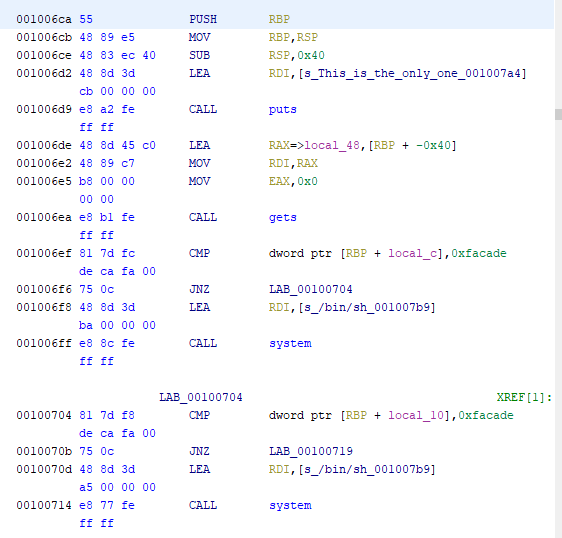 001006ca 55 PUSH RBP
001006cb 48 89 e5 MOV RBP,RSP
001006ce 48 83 ec 40 SUB RSP,0x40
001006d2 48 8d 3d LEA RDI,[s_This_is_the_only_one_001007a4]
cb 00 00 00
001006d9 e8 a2 fe CALL puts
ff ff
001006de 48 8d 45 c0 LEA RAX=>local_48,[RBP + -0x40]
001006e2 48 89 c7 MOV RDI,RAX
001006e5 b8 00 00 MOV EAX,0x0
00 00
001006ea e8 b1 fe CALL gets
ff ff
001006ef 81 7d fc CMP dword ptr [RBP + local_c],0xfacade
de ca fa 00
001006f6 75 0c JNZ LAB_00100704
001006f8 48 8d 3d LEA RDI,[s_/bin/sh_001007b9]
ba 00 00 00
001006ff e8 8c fe CALL system
ff ff
LAB_00100704 XREF[1]:
00100704 81 7d f8 CMP dword ptr [RBP + local_10],0xfacade
de ca fa 00
0010070b 75 0c JNZ LAB_00100719
0010070d 48 8d 3d LEA RDI,[s_/bin/sh_001007b9]
a5 00 00 00
00100714 e8 77 fe CALL system
ff ff